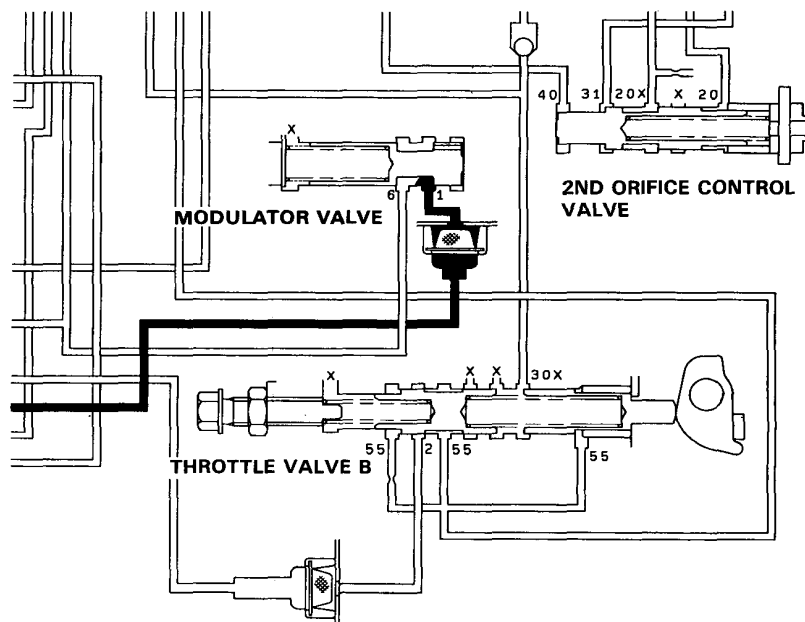 40 31 20X X 20
X
2ND ORIFICE CONTROL
VALVE
6 1
MODULATOR VALVE
X X X 30X
55 2 55 55
THROTTLE VALVE B